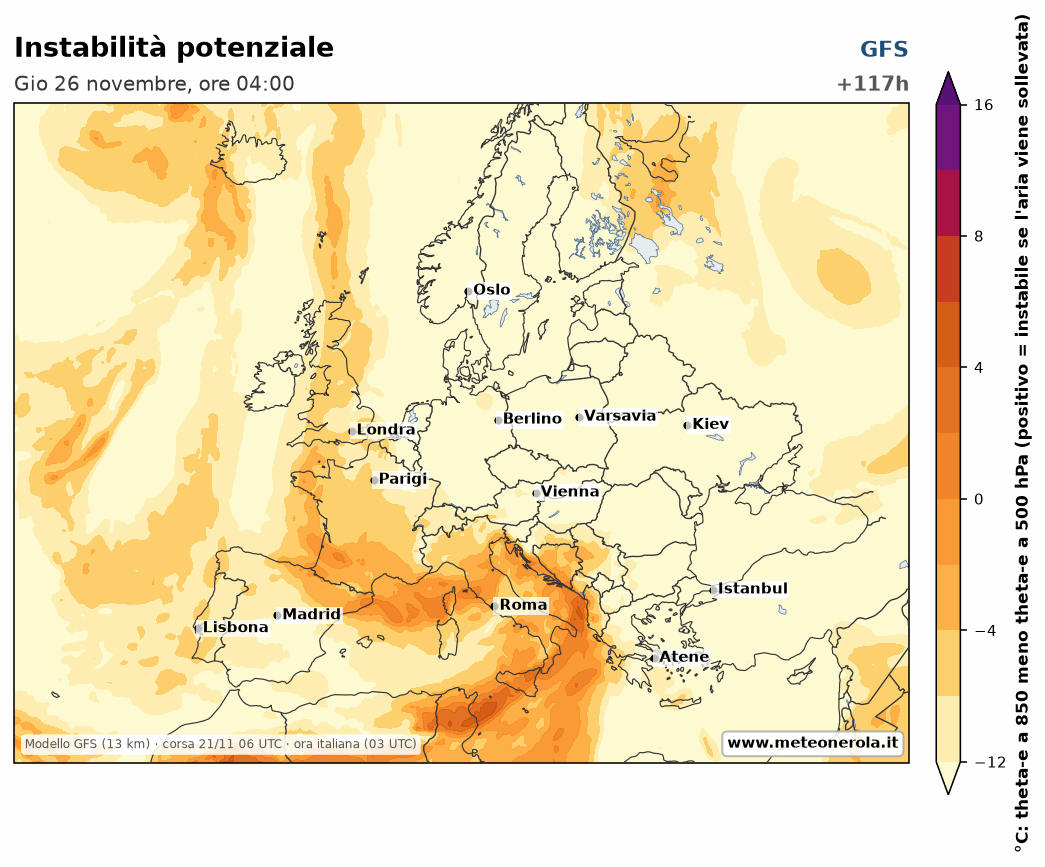 Instabilità potenziale
GFS
Gio 26 novembre, ore 04:00
+117h
Oslo
Berlino
Varsavia
Kiev
Londra
Parigi
Vienna
Istanbul
Roma
Madrid
Lisbona
Atene
Modello GFS (13 km) · corsa 21/11 06 UTC · ora italiana (03 UTC)
www.meteonerola.it
16
8
4
0
−4
−12
°C: theta-e a 850 meno theta-e a 500 hPa (positivo = instabile se l'aria viene sollevata)